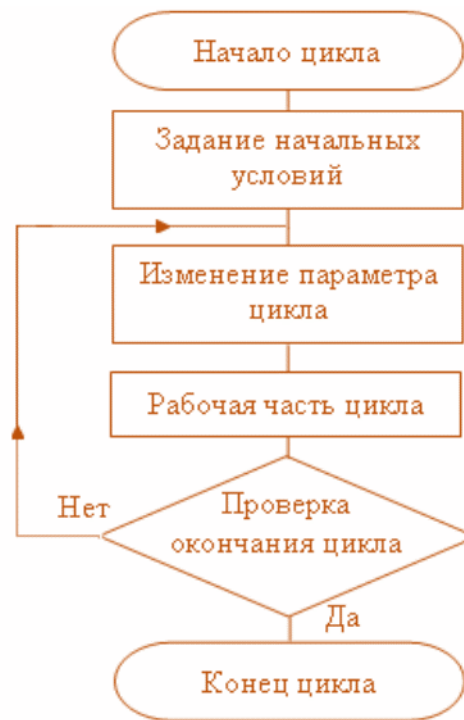 Начало цикла
Задание начальных
условий
Изменение параметра
цикла
Рабочая часть цикла
Нет
Проверка
окончания цикла
Да
Конец цикла